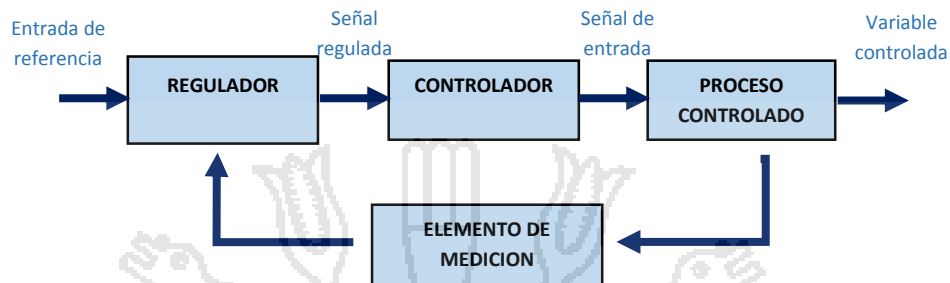 Entrada de
referencia
Señal
regulada
Señal de
entrada
Variable
controlada
REGULADOR
CONTROLADOR
PROCESO
CONTROLADO
ELEMENTO DE
MEDICION